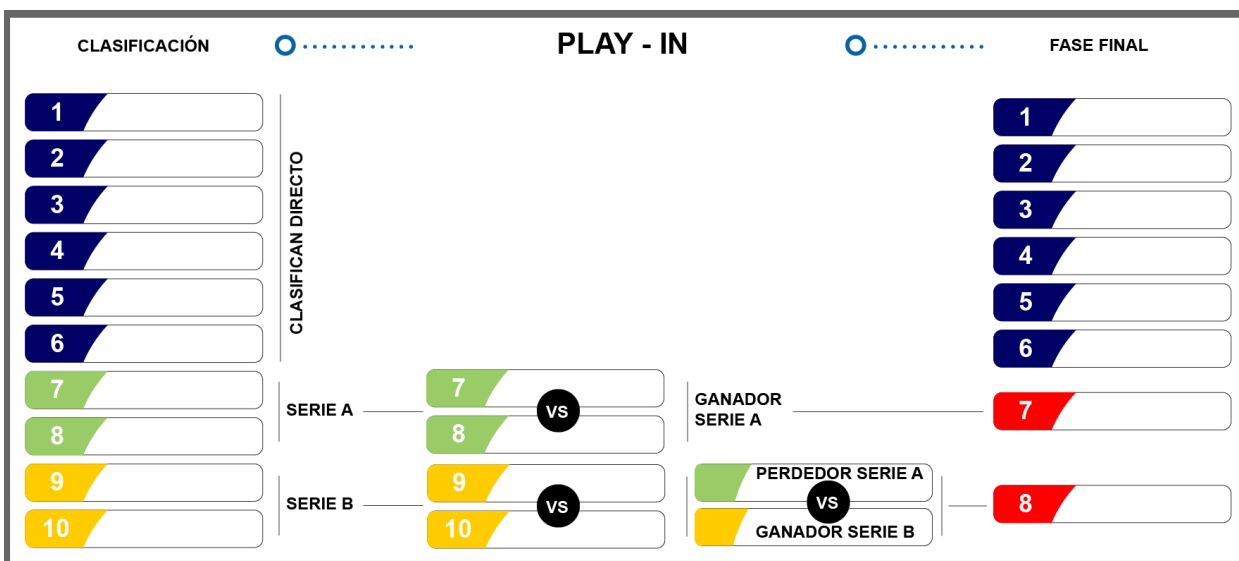 CLASIFICACIÓN
PLAY - IN
FASE FINAL
1
2
3
4
5
6
7
8
9
10
CLASIFICAN DIRECTO
SERIE A
SERIE B
7
VS
8
9
VS
10
GANADOR
SERIE A
PERDEDOR SERIE A
VS
GANADOR SERIE B
1
2
3
4
5
6
7
8